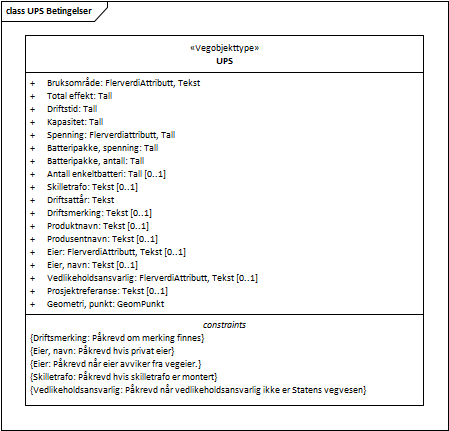 class UPS Betingelser
«Vegobjekttype»
UPS
+ Bruksområde: FlerverdiAttributt, Tekst
+ Total effekt: Tall
+ Driftstid: Tall
+ Kapasitet: Tall
+ Spenning: Flerverdiattributt, Tall
+ Batteripakke, spenning: Tall
+ Batteripakke, antall: Tall
+ Antall enkeltbatteri: Tall [0..1]
+ Skilletrafo: Tekst [0..1]
+ Driftsattår: Tekst
+ Driftsmerking: Tekst [0..1]
+ Produktnavn: Tekst [0..1]
+ Produsentnavn: Tekst [0..1]
+ Eier: FlerverdiAttributt, Tekst [0..1]
+ Eier, navn: Tekst [0..1]
+ Vedlikeholdsansvarlig: FlerverdiAttributt, Tekst [0..1]
+ Prosjektreferanse: Tekst [0..1]
+ Geometri, punkt: GeomPunkt
constraints
{Driftsmerking: Påkrevd om merking finnes}
{Eier, navn: Påkrevd hvis privat eier}
{Eier: Påkrevd når eier avviker fra vegeier.}
{Skilletrafo: Påkrevd hvis skilletrafo er montert}
{Vedlikeholdsansvarlig: Påkrevd når vedlikeholdsansvarlig ikke er Statens vegvesen}